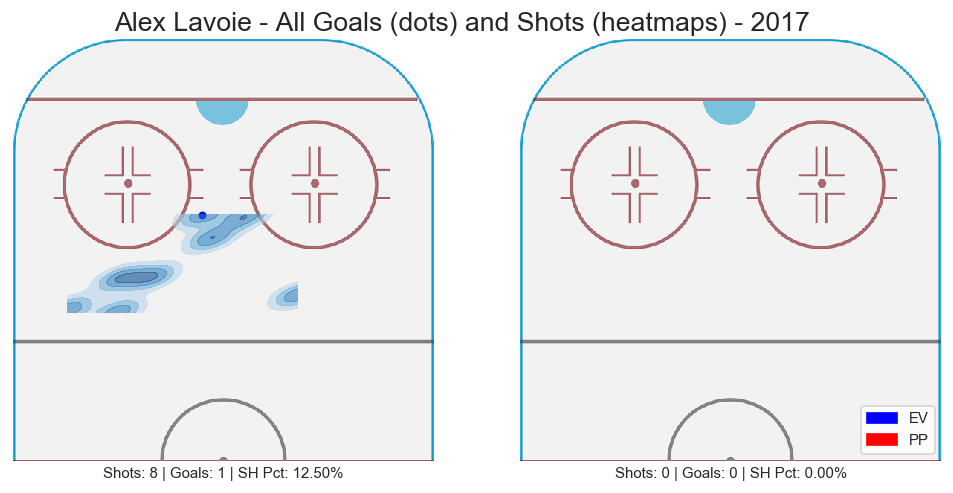 Alex Lavoie - All Goals (dots) and Shots (heatmaps) - 2017
EV
PP
Shots: 8 | Goals: 1 | SH Pct: 12.50%
Shots: 0 | Goals: 0 | SH Pct: 0.00%